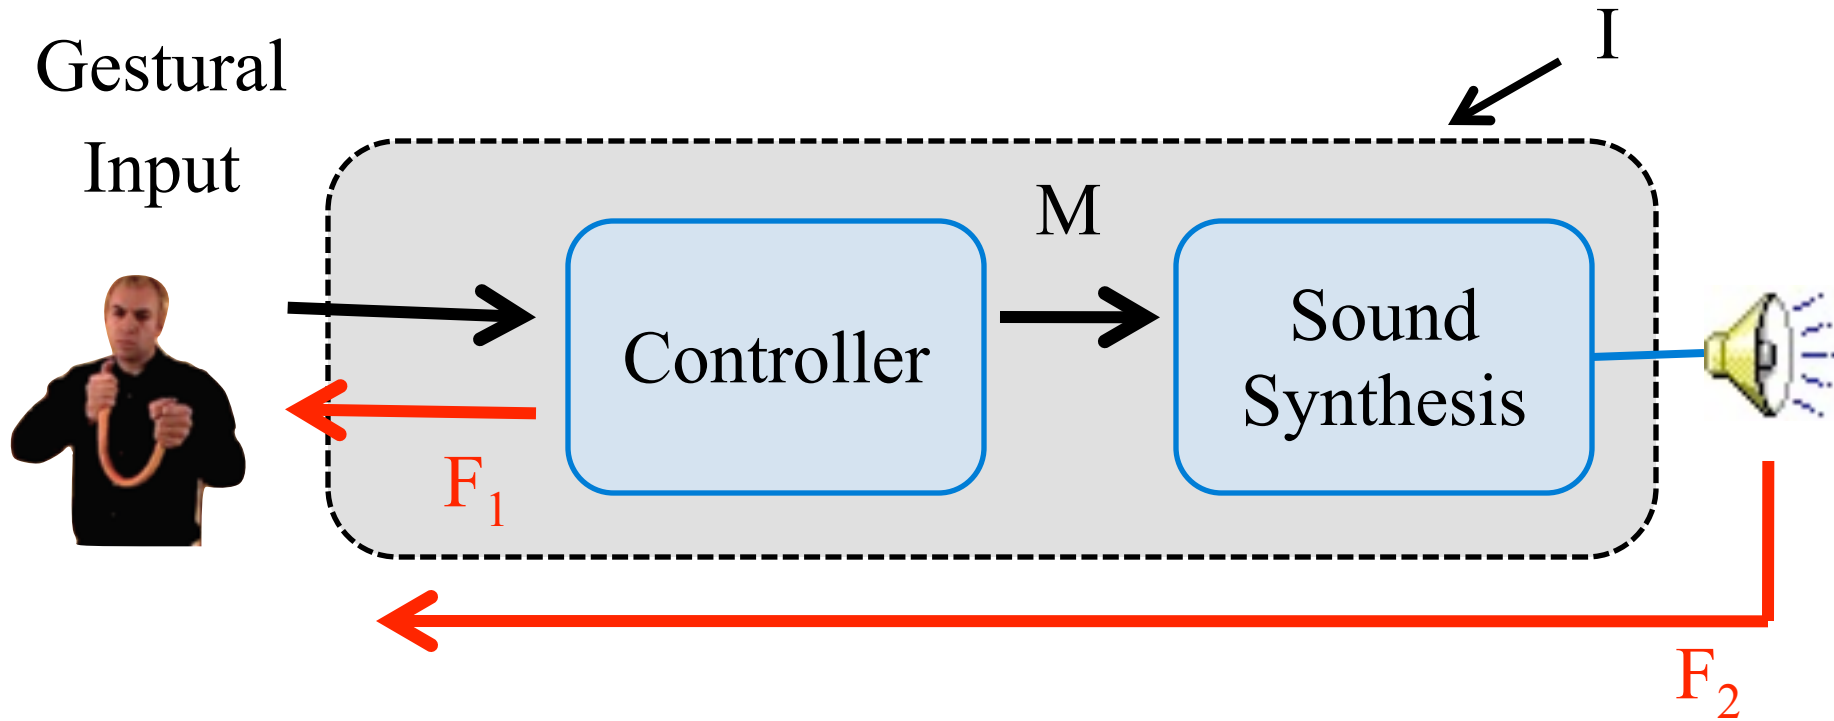 Gestural
Input
I
M
Controller
Sound
Synthesis
F₁
F₂